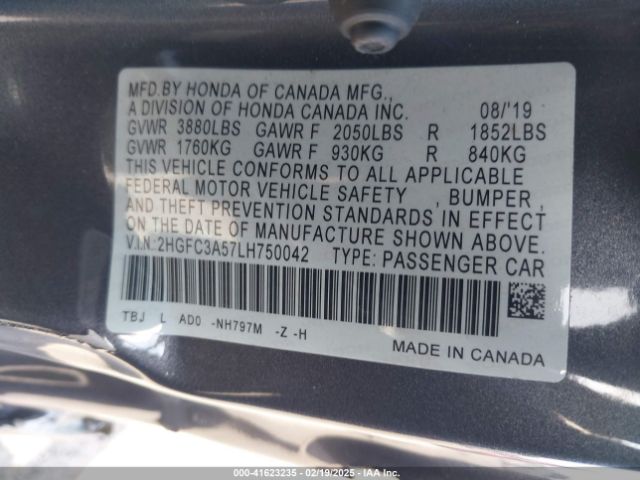 MFD.BY HONDA OF CANADA MFG.,
A DIVISION OF HONDA CANADA INC. 08/'19
GVWR 3880LBS GAWR F 2050LBS R 1852LBS
GVWR 1760KG GAWR F 930KG R 840KG
THIS VEHICLE CONFORMS TO ALL APPLICABLE
FEDERAL MOTOR VEHICLE SAFETY , BUMPER ,
AND THEFT PREVENTION STANDARDS IN EFFECT
ON THE DATE OF MANUFACTURE SHOWN ABOVE.
V.I.N:2HGFC3A57LH750042 TYPE: PASSENGER CAR
TBJ L AD0 -NH797M -Z -H
MADE IN CANADA
000-41623235 - 02/19/2025 - IAA Inc.